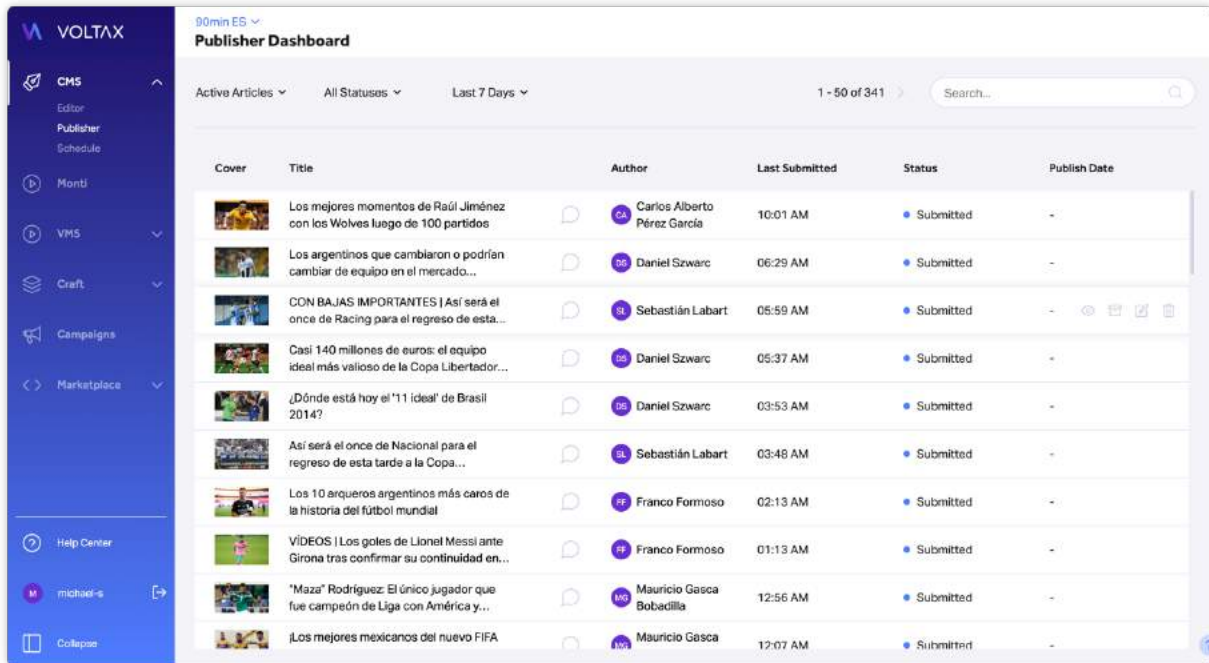 VOLTAX
CMS
Editor
Publisher
Schedule
Monti
VMS
Craft
Campaigns
Marketplace
Help Center
M
michael-s
Collapse
90min ES
Publisher Dashboard
Active Articles
All Statuses
Last 7 Days
1 - 50 of 341
Search...
Cover
Title
Author
Last Submitted
Status
Publish Date
Los mejores momentos de Raúl Jiménez
con los Wolves luego de 100 partidos
CA
Carlos Alberto
Pérez García
10:01 AM
Submitted
-
Los argentinos que cambiaron o podrían
cambiar de equipo en el mercado...
DS
Daniel Szwarc
06:29 AM
Submitted
-
CON BAJAS IMPORTANTES | Así será el
once de Racing para el regreso de esta...
SL
Sebastián Labart
05:59 AM
Submitted
-
Casi 140 millones de euros: el equipo
ideal más valioso de la Copa Libertador...
DS
Daniel Szwarc
05:37 AM
Submitted
-
¿Dónde está hoy el '11 ideal' de Brasil
2014?
DS
Daniel Szwarc
03:53 AM
Submitted
-
Así será el once de Nacional para el
regreso de esta tarde a la Copa...
SL
Sebastián Labart
03:48 AM
Submitted
-
Los 10 arqueros argentinos más caros de
la historia del fútbol mundial
FF
Franco Formoso
02:13 AM
Submitted
-
VÍDEOS | Los goles de Lionel Messi ante
Girona tras confirmar su continuidad en...
FF
Franco Formoso
01:13 AM
Submitted
-
"Maza" Rodríguez: El único jugador que
fue campeón de Liga con América y...
MG
Mauricio Gasca
Bobadilla
12:56 AM
Submitted
-
¡Los mejores mexicanos del nuevo FIFA
MG
Mauricio Gasca
12:07 AM
Submitted
-